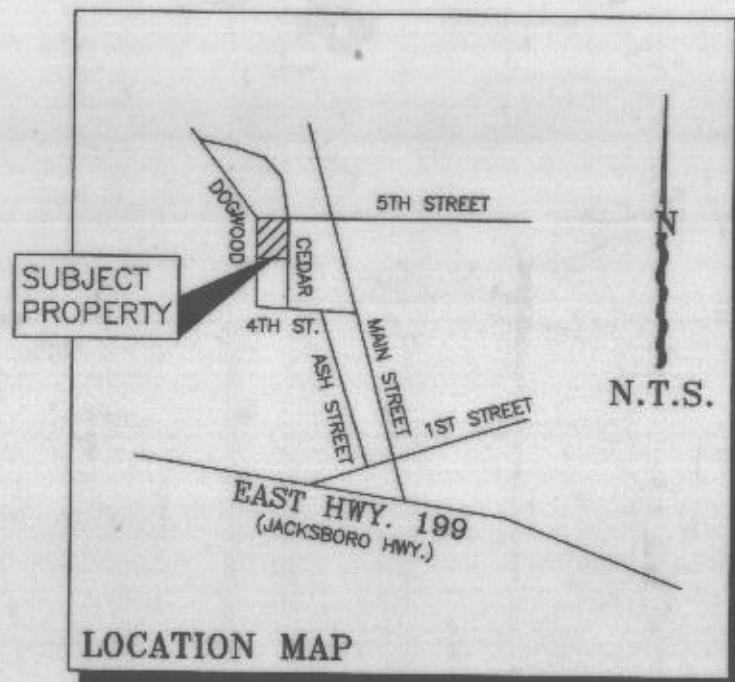 DOGWOOD
5TH STREET
CEDAR
N
SUBJECT
PROPERTY
4TH ST.
MAIN STREET
ASH STREET
N.T.S.
1ST STREET
EAST HWY. 199
(JACKSBORO HWY.)
LOCATION MAP